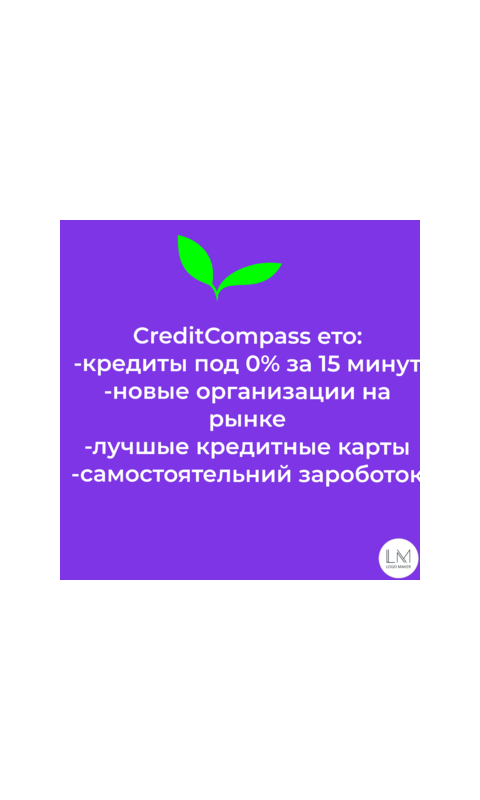 CreditCompass ето:
-кредиты под 0% за 15 минут
-новые организации на
рынке
-лучшые кредитные карты
-самостоятельний зароботок
LM
LOGO MAKER